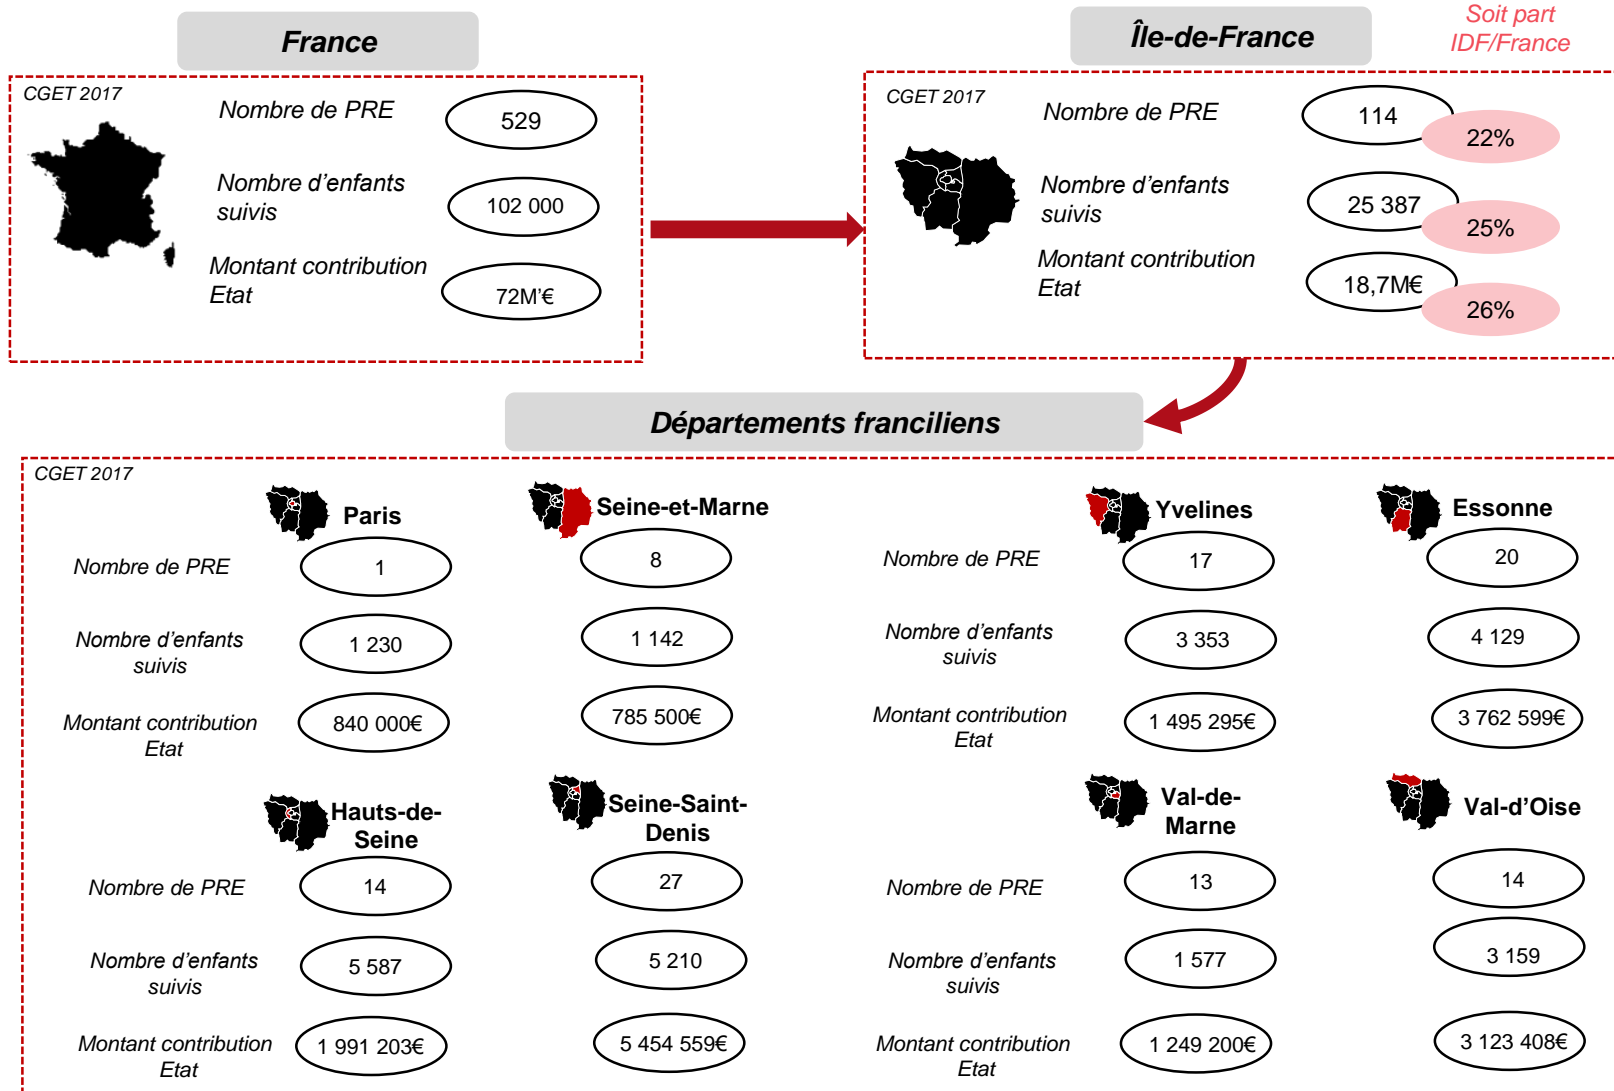 France
CGET 2017
Nombre de PRE
529
Nombre d’enfants
suivis
102 000
Montant contribution
Etat
72M’€
Île-de-France
Soit part
IDF/France
CGET 2017
Nombre de PRE
114
22%
Nombre d’enfants
suivis
25 387
25%
Montant contribution
Etat
18,7M€
26%
Départements franciliens
CGET 2017
Paris
Seine-et-Marne
Nombre de PRE
1
8
Nombre d’enfants
suivis
1 230
1 142
Montant contribution
Etat
840 000€
785 500€
Yvelines
Essonne
Nombre de PRE
17
20
Nombre d’enfants
suivis
3 353
4 129
Montant contribution
Etat
1 495 295€
3 762 599€
Hauts-de-
Seine
Seine-Saint-
Denis
Nombre de PRE
14
27
Nombre d’enfants
suivis
5 587
5 210
Montant contribution
Etat
1 991 203€
5 454 559€
Val-de-
Marne
Val-d’Oise
Nombre de PRE
13
14
Nombre d’enfants
suivis
1 577
3 159
Montant contribution
Etat
1 249 200€
3 123 408€